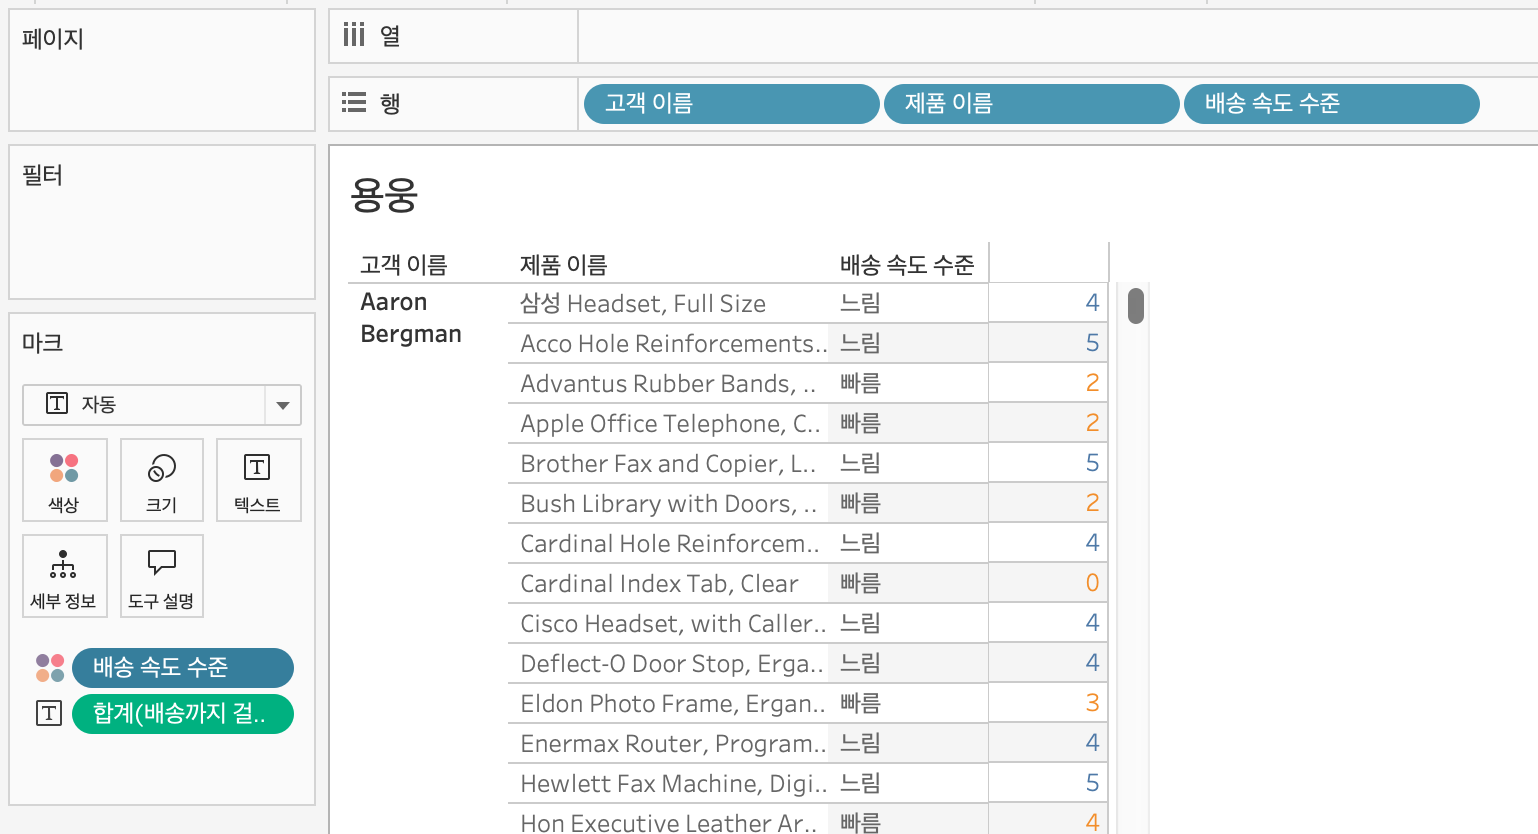 페이지
열
행
고객 이름
제품 이름
배송 속도 수준
필터
용웅
마크
자동
색상
크기
텍스트
세부 정보
도구 설명
배송 속도 수준
합계(배송까지 걸..
고객 이름 제품 이름 배송 속도 수준
Aaron Bergman
삼성 Headset, Full Size 느림 4
Acco Hole Reinforcements.. 느림 5
Advantus Rubber Bands, .. 빠름 2
Apple Office Telephone, C.. 빠름 2
Brother Fax and Copier, L.. 느림 5
Bush Library with Doors, .. 빠름 2
Cardinal Hole Reinforcem.. 느림 4
Cardinal Index Tab, Clear 빠름 0
Cisco Headset, with Caller.. 느림 4
Deflect-O Door Stop, Erga.. 느림 4
Eldon Photo Frame, Ergan.. 빠름 3
Enermax Router, Program.. 느림 4
Hewlett Fax Machine, Digi.. 느림 5
Hon Executive Leather Ar.. 빠름 4